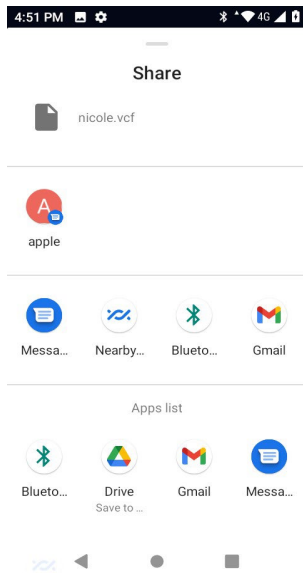 4:51 PM 4G
Share
nicole.vcf
A
apple
Messa... Nearby... Blueto... Gmail
Apps list
Blueto... Drive Gmail Messa...
Save to ...